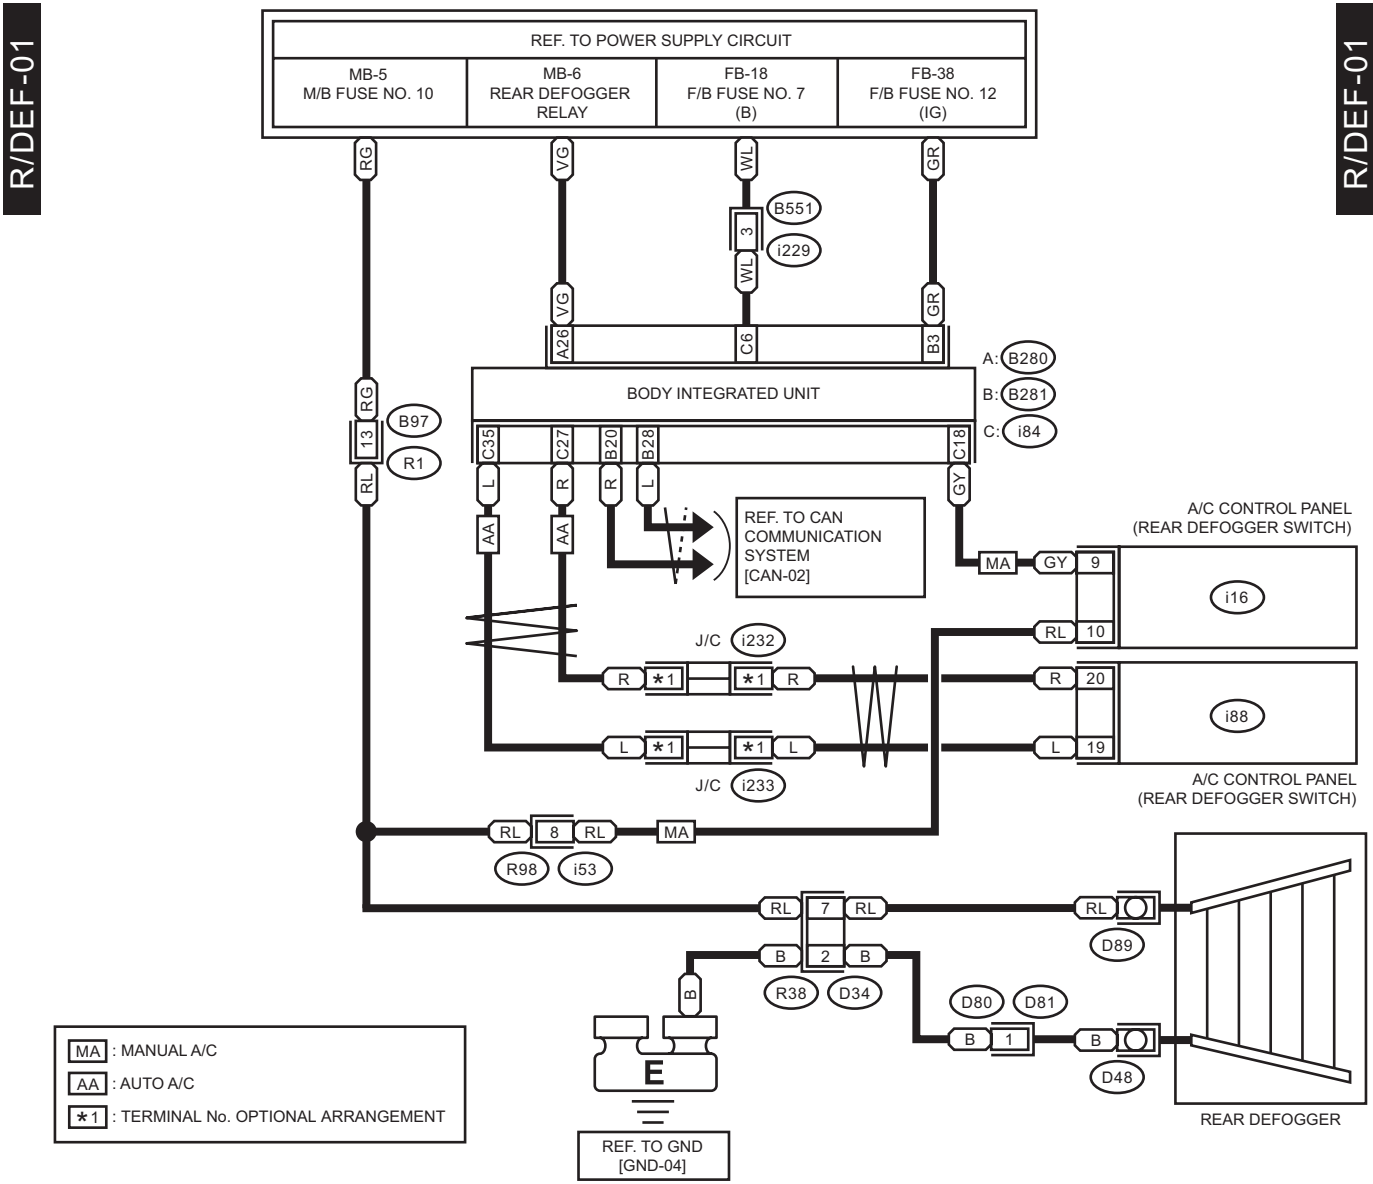 R/DEF-01
R/DEF-01
REF. TO POWER SUPPLY CIRCUIT
MB-5
M/B FUSE NO. 10
MB-6
REAR DEFOGGER
RELAY
FB-18
F/B FUSE NO. 7
(B)
FB-38
F/B FUSE NO. 12
(IG)
RG
VG
WL
GR
3
B551
i229
WL
VG
GR
A26
C6
B3
A: B280
BODY INTEGRATED UNIT
B: B281
C: i84
RG
13
B97
R1
RL
C35
C27
B20
B28
C18
L
R
R
L
GY
AA
AA
REF. TO CAN
COMMUNICATION
SYSTEM
[CAN-02]
A/C CONTROL PANEL
(REAR DEFOGGER SWITCH)
MA
GY
9
i16
RL
10
J/C i232
R
*1
*1
R
R
20
i88
L
*1
*1
L
L
19
J/C i233
A/C CONTROL PANEL
(REAR DEFOGGER SWITCH)
RL
8
RL
MA
R98
i53
RL
7
RL
RL
D89
B
2
B
R38
D34
B
D80
D81
B
1
B
D48
E
REAR DEFOGGER
REF. TO GND
[GND-04]
MA : MANUAL A/C
AA : AUTO A/C
*1 : TERMINAL No. OPTIONAL ARRANGEMENT